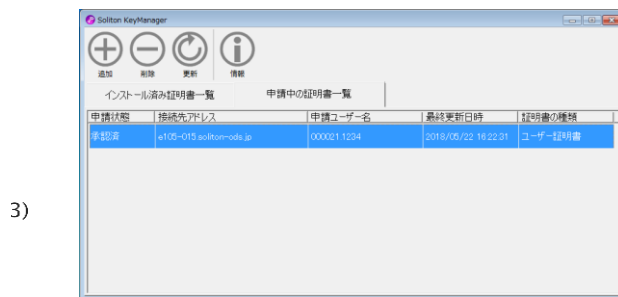 Soliton KeyManager
追加 削除 更新 情報
インストール済み証明書一覧 申請中の証明書一覧
申請状態 接続先アドレス 申請ユーザー名 最終更新日時 証明書の種類
承認済 e105-015.soliton-ods.jp 000021.1234 2018/05/22 16:22:31 ユーザー証明書
3)